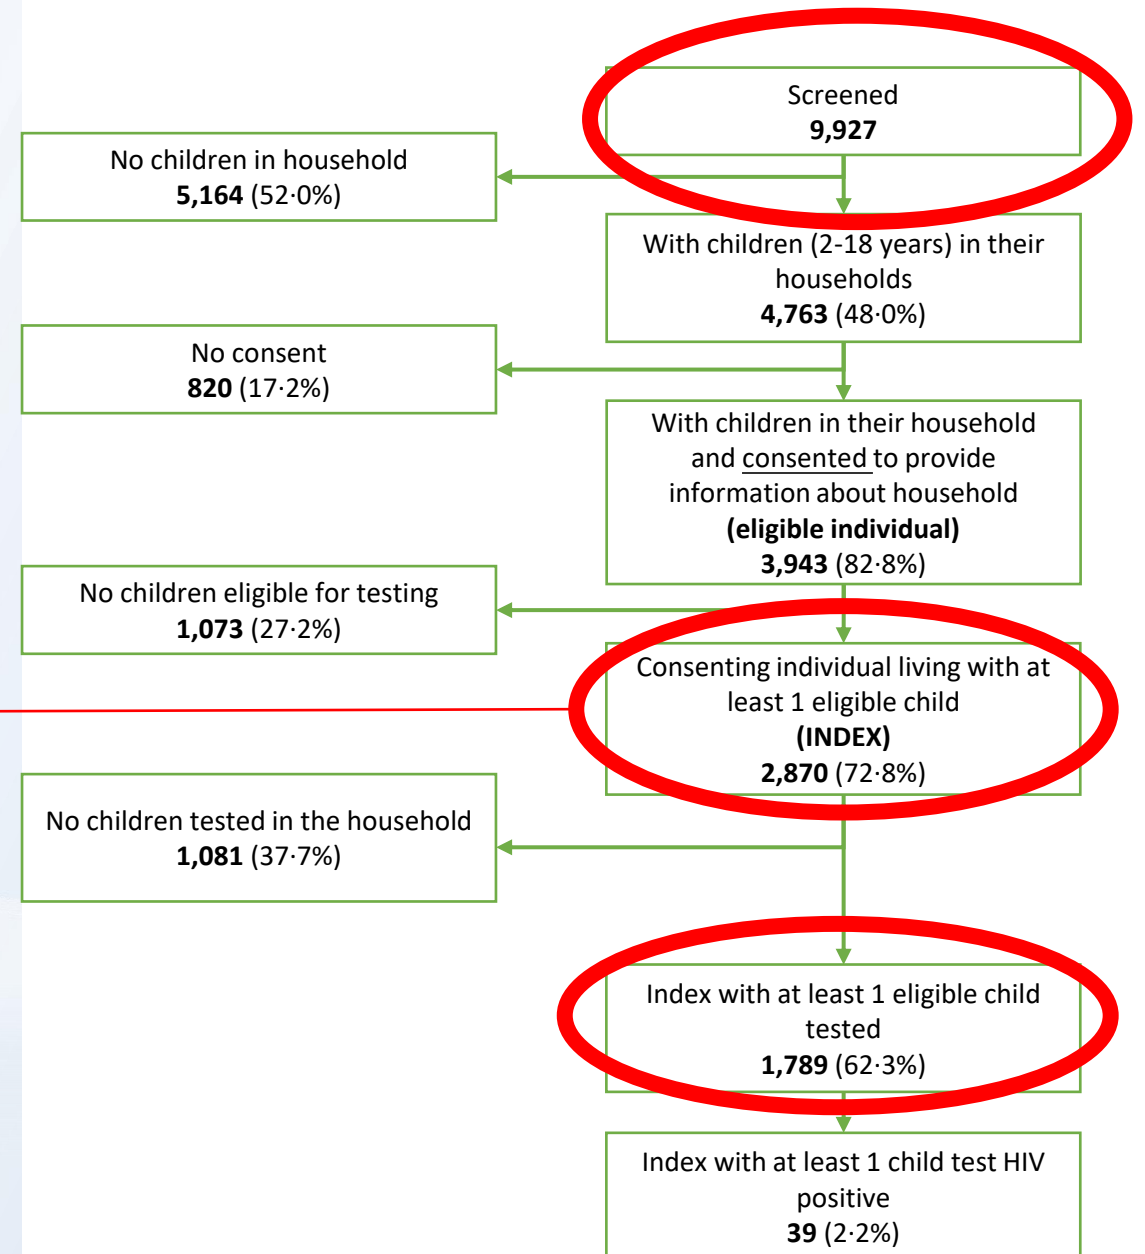 Screened
9,927
No children in household
5,164 (52·0%)
With children (2-18 years) in their
households
4,763 (48·0%)
No consent
820 (17·2%)
With children in their household
and consented to provide
information about household
(eligible individual)
3,943 (82·8%)
No children eligible for testing
1,073 (27·2%)
Consenting individual living with at
least 1 eligible child
(INDEX)
2,870 (72·8%)
No children tested in the household
1,081 (37·7%)
Index with at least 1 eligible child
tested
1,789 (62·3%)
Index with at least 1 child test HIV
positive
39 (2·2%)